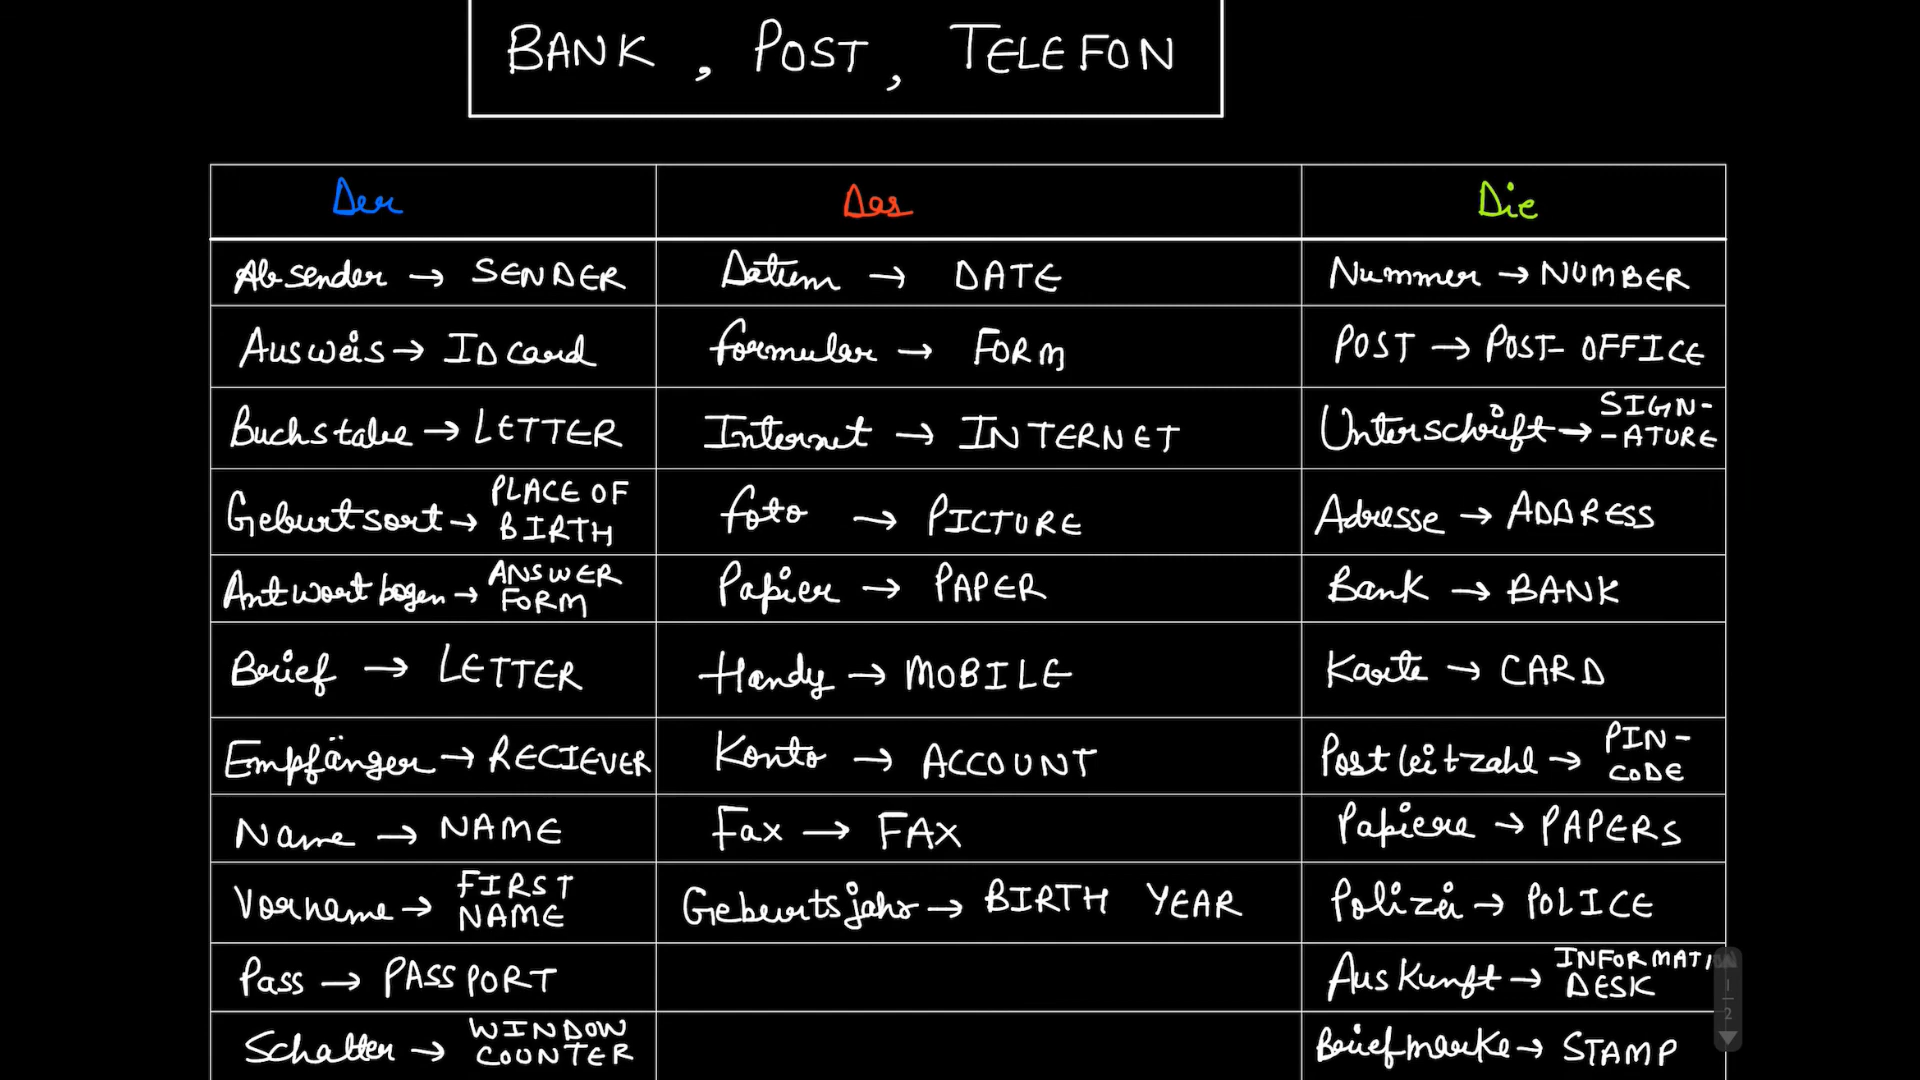 BANK, POST, TELEFON
Der Das Die
Absender → SENDER Datum → DATE Nummer → NUMBER
Ausweis → ID card formular → FORM POST → POST-OFFICE
Buchstabe → LETTER Internet → INTERNET Unterschrift → SIGN-
-ATURE
Geburtsort → PLACE OF
BIRTH foto → PICTURE Adresse → ADDRESS
Antwortbogen → ANSWER
FORM Papier → PAPER Bank → BANK
Brief → LETTER Handy → MOBILE Karte → CARD
Empfänger → RECIEVER Konto → ACCOUNT Postleitzahl → PIN-
CODE
Name → NAME Fax → FAX Papiere → PAPERS
Vorname → FIRST
NAME Geburtsjahr → BIRTH YEAR Polizei → POLICE
Pass → PASSPORT Auskunft → INFORMATION
DESK
Schalter → WINDOW
COUNTER Briefmarke → STAMP
1
2